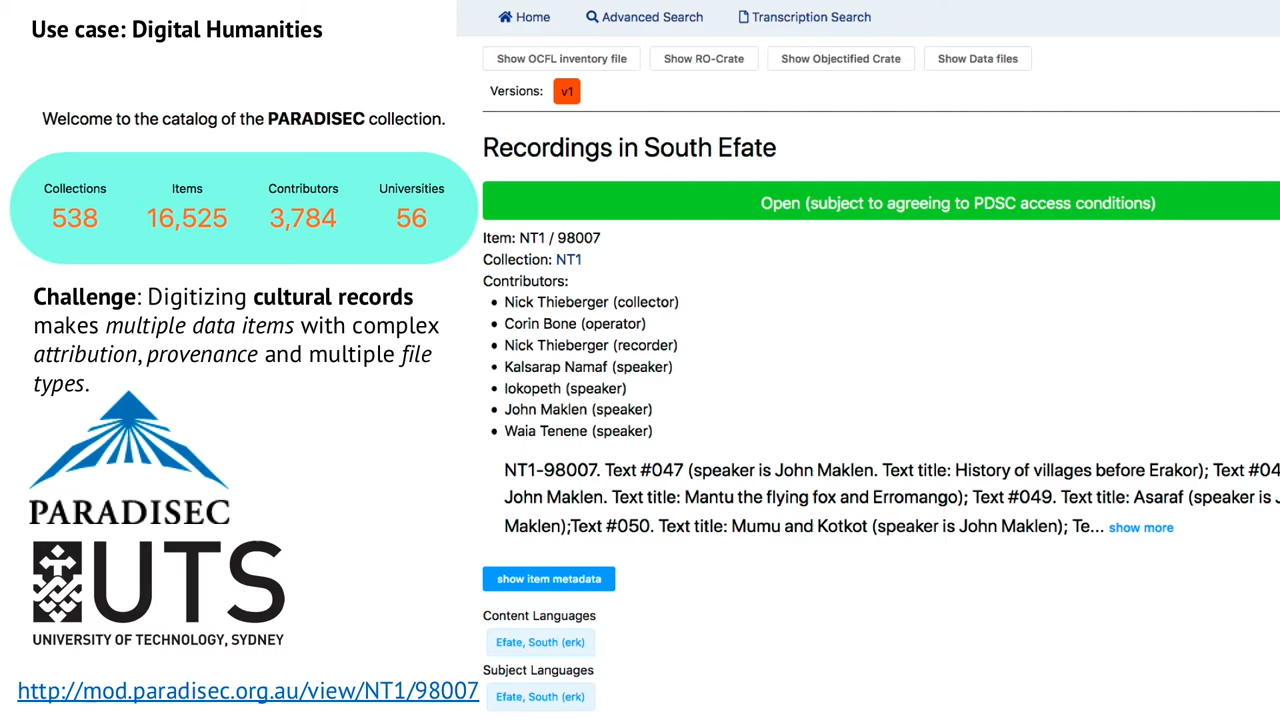 Use case: Digital Humanities
Welcome to the catalog of the PARADISEC collection.
Collections Items Contributors Universities
538 16,525 3,784 56
Challenge: Digitizing cultural records
makes multiple data items with complex
attribution, provenance and multiple file
types.
PARADISEC
UTS
UNIVERSITY OF TECHNOLOGY, SYDNEY
http://mod.paradisec.org.au/view/NT1/98007
Home Advanced Search Transcription Search
Show OCFL inventory file Show RO-Crate Show Objectified Crate Show Data files
Versions: v1
Recordings in South Efate
Open (subject to agreeing to PDSC access conditions)
Item: NT1 / 98007
Collection: NT1
Contributors:
• Nick Thieberger (collector)
• Corin Bone (operator)
• Nick Thieberger (recorder)
• Kalsarap Namaf (speaker)
• Iokopeth (speaker)
• John Maklen (speaker)
• Waia Tenene (speaker)
NT1-98007. Text #047 (speaker is John Maklen. Text title: History of villages before Erakor); Text #04
John Maklen. Text title: Mantu the flying fox and Erromango); Text #049. Text title: Asaraf (speaker is J
Maklen);Text #050. Text title: Mumu and Kotkot (speaker is John Maklen); Te... show more
show item metadata
Content Languages
Efate, South (erk)
Subject Languages
Efate, South (erk)